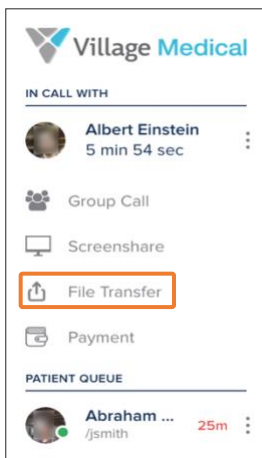 Village Medical
IN CALL WITH
Albert Einstein
5 min 54 sec
Group Call
Screenshare
File Transfer
Payment
PATIENT QUEUE
Abraham ...
/jsmith
25m